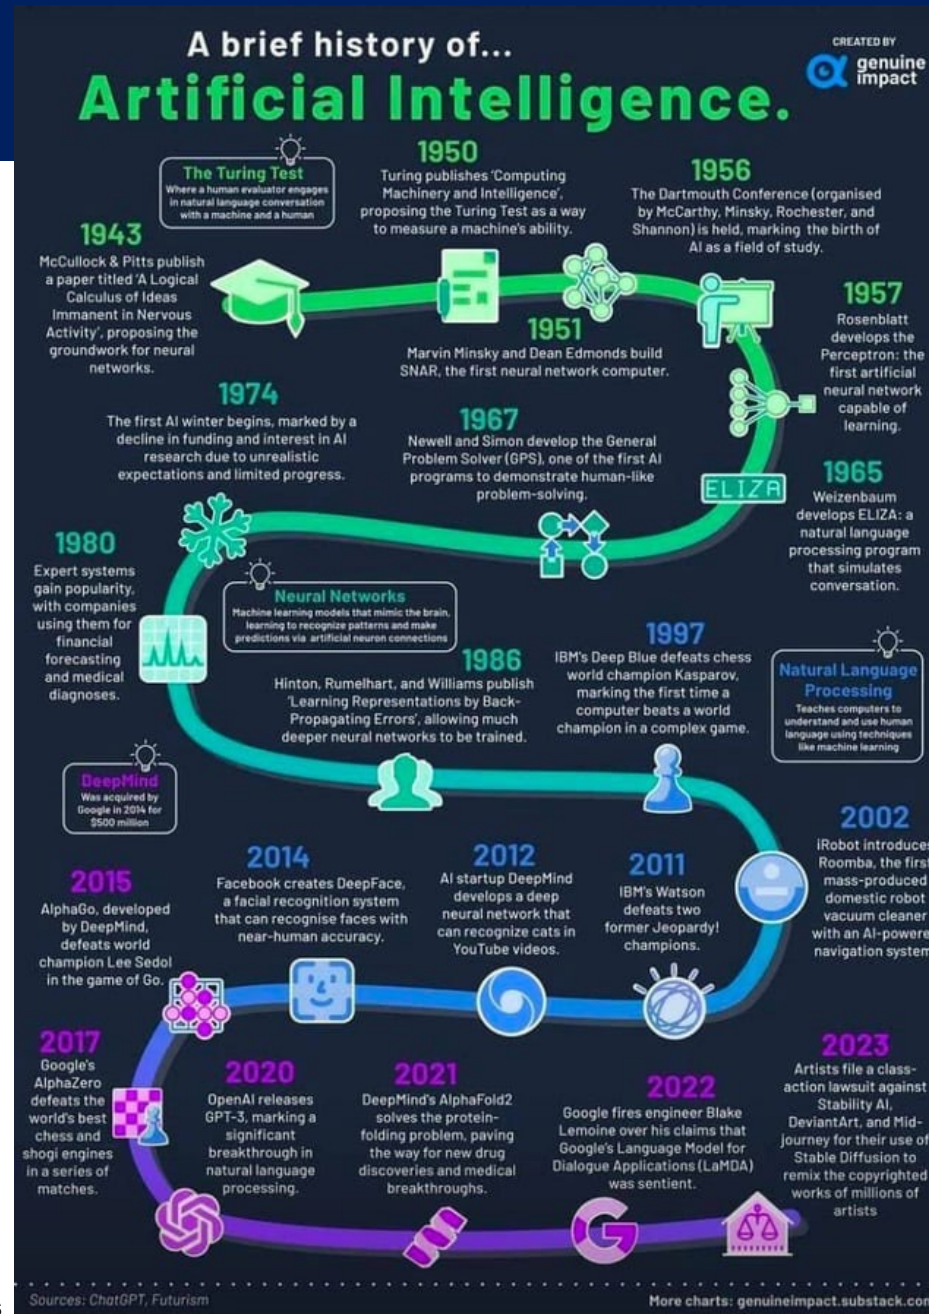 A brief history of...
Artificial Intelligence.
CREATED BY
genuine
impact
The Turing Test
Where a human evaluator engages
in natural language conversation
with a machine and a human
1943
McCullock & Pitts publish
a paper titled 'A Logical
Calculus of Ideas
Immanent in Nervous
Activity', proposing the
groundwork for neural
networks.
1950
Turing publishes 'Computing
Machinery and Intelligence',
proposing the Turing Test as a way
to measure a machine's ability.
1951
Marvin Minsky and Dean Edmonds build
SNAR, the first neural network computer.
1956
The Dartmouth Conference (organised
by McCarthy, Minsky, Rochester, and
Shannon) is held, marking the birth of
AI as a field of study.
1957
Rosenblatt
develops the
Perceptron: the
first artificial
neural network
capable of
learning.
1965
Weizenbaum
develops ELIZA: a
natural language
processing program
that simulates
conversation.
ELIZA
1967
Newell and Simon develop the General
Problem Solver (GPS), one of the first AI
programs to demonstrate human-like
problem-solving.
1974
The first AI winter begins, marked by a
decline in funding and interest in AI
research due to unrealistic
expectations and limited progress.
1980
Expert systems
gain popularity,
with companies
using them for
financial
forecasting
and medical
diagnoses.
Neural Networks
Machine learning models that mimic the brain,
learning to recognize patterns and make
predictions via artificial neuron connections
1986
Hinton, Rumelhart, and Williams publish
'Learning Representations by Back-
Propagating Errors', allowing much
deeper neural networks to be trained.
1997
IBM's Deep Blue defeats chess
world champion Kasparov,
marking the first time a
computer beats a world
champion in a complex game.
Natural Language
Processing
Teaches computers to
understand and use human
language using techniques
like machine learning
2002
iRobot introduces
Roomba, the first
mass-produced
domestic robot
vacuum cleaner
with an AI-powere
navigation system
2011
IBM's Watson
defeats two
former Jeopardy!
champions.
2012
AI startup DeepMind
develops a deep
neural network that
can recognize cats in
YouTube videos.
2014
Facebook creates DeepFace,
a facial recognition system
that can recognise faces with
near-human accuracy.
DeepMind
Was acquired by
Google in 2014 for
$500 million
2015
AlphaGo, developed
by DeepMind,
defeats world
champion Lee Sedol
in the game of Go.
2017
Google's
AlphaZero
defeats the
world's best
chess and
shogi engines
in a series of
matches.
2020
OpenAI releases
GPT-3, marking a
significant
breakthrough in
natural language
processing.
2021
DeepMind's AlphaFold2
solves the protein-
folding problem, paving
the way for new drug
discoveries and medical
breakthroughs.
2022
Google fires engineer Blake
Lemoine over his claims that
Google's Language Model for
Dialogue Applications (LaMDA)
was sentient.
2023
Artists file a class-
action lawsuit against
Stability AI,
DeviantArt, and Mid-
journey for their use of
Stable Diffusion to
remix the copyrighted
works of millions of
artists
Sources: ChatGPT, Futurism
More charts: genuineimpact.substack.com